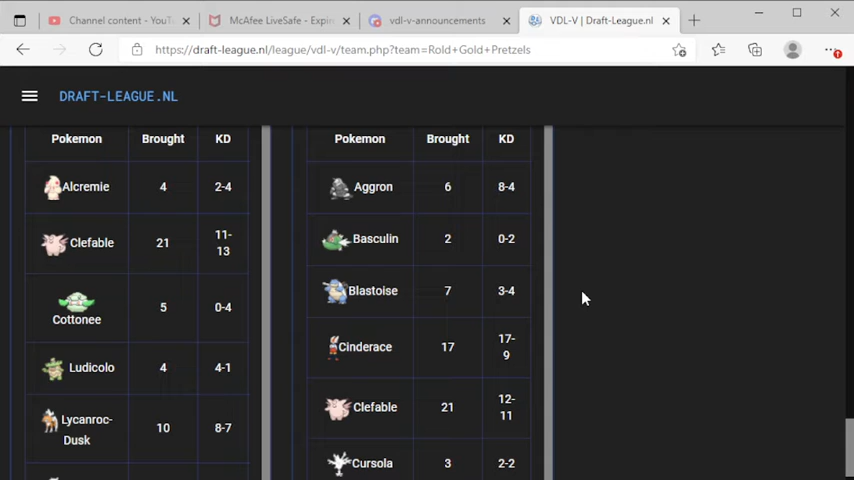 Channel content - YouT
McAfee LiveSafe - Expin
vdl-v-announcements
VDL-V | Draft-League.nl
https://draft-league.nl/league/vdl-v/team.php?team=Rold+Gold+Pretzels
DRAFT-LEAGUE.NL
Pokemon Brought KD
Alcremie 4 2-4
Clefable 21 11-
13
Cottonee 5 0-4
Ludicolo 4 4-1
Lycanroc-
Dusk 10 8-7
Pokemon Brought KD
Aggron 6 8-4
Basculin 2 0-2
Blastoise 7 3-4
Cinderace 17 17-
9
Clefable 21 12-
11
Cursola 3 2-2